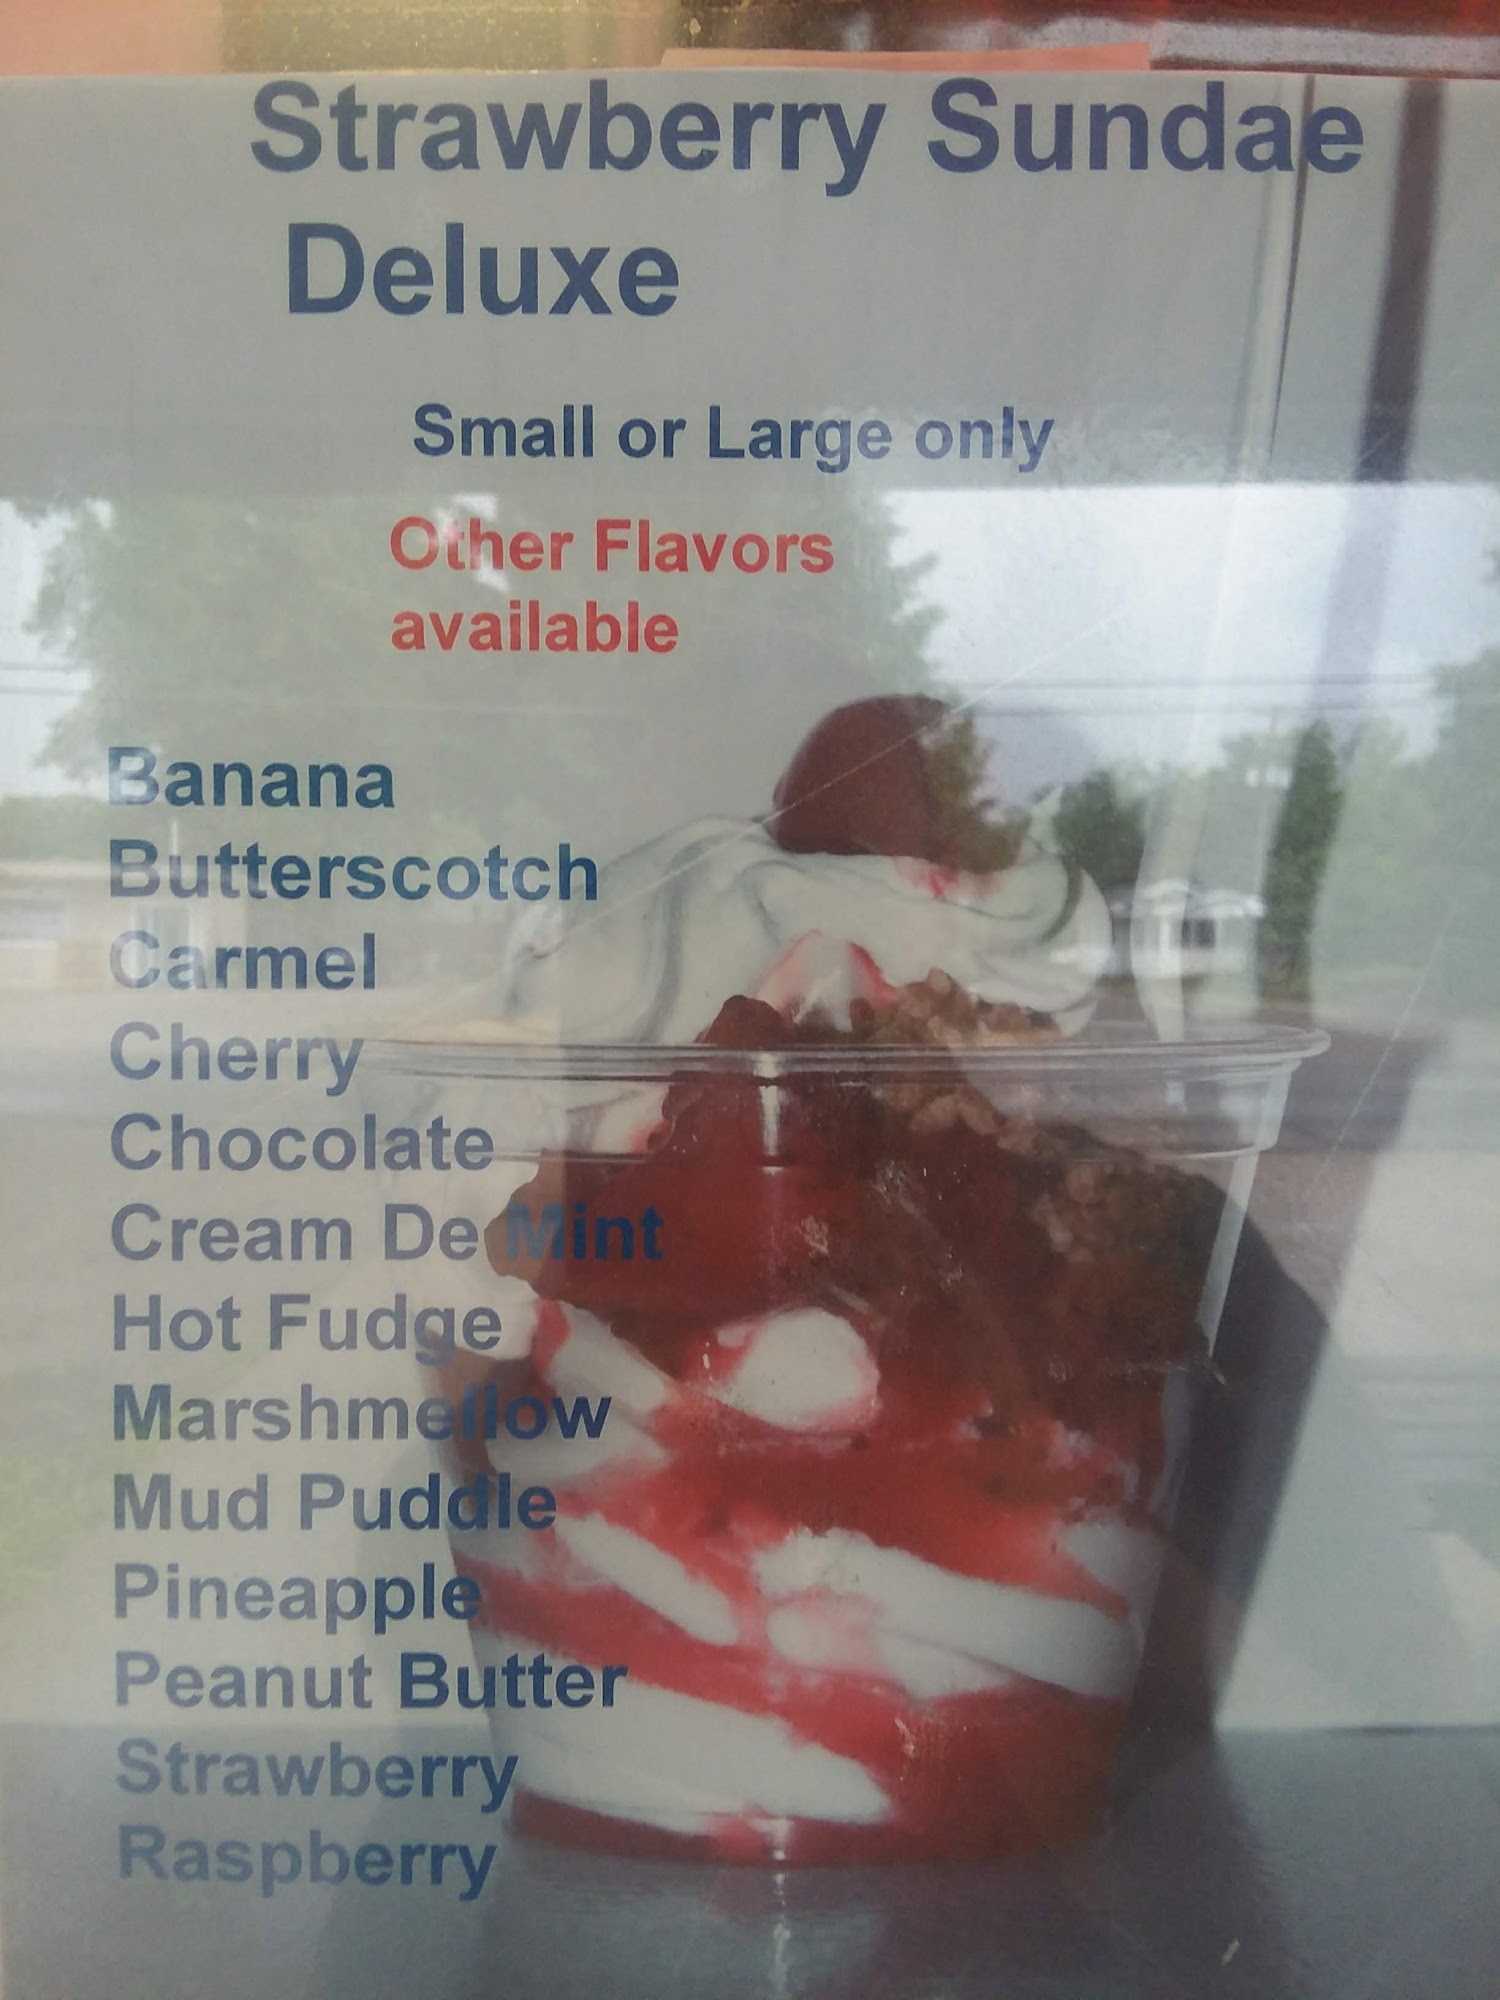 Strawberry Sundae
Deluxe
Small or Large only
Other Flavors
available
Banana
Butterscotch
Carmel
Cherry
Chocolate
Cream De Mint
Hot Fudge
Marshmellow
Mud Puddle
Pineapple
Peanut Butter
Strawberry
Raspberry